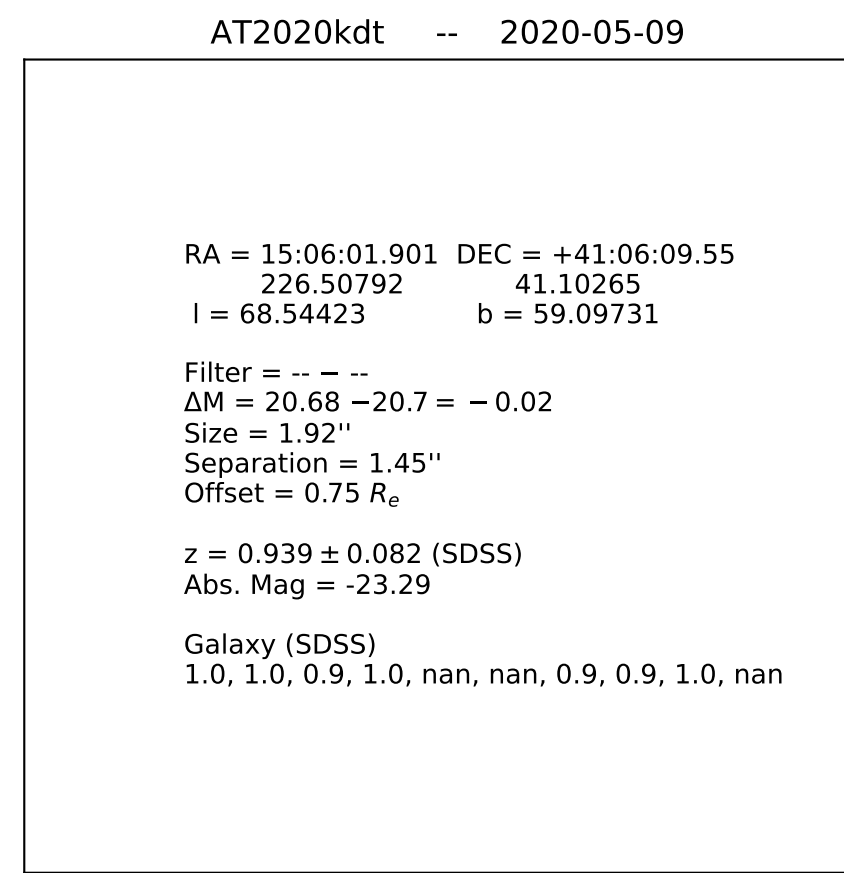 AT2020kdt -- 2020-05-09
RA = 15:06:01.901 DEC = +41:06:09.55
226.50792 41.10265
l = 68.54423 b = 59.09731
Filter = -- − --
ΔM = 20.68 −20.7 = −0.02
Size = 1.92''
Separation = 1.45''
Offset = 0.75 Rₑ
z = 0.939 ± 0.082 (SDSS)
Abs. Mag = -23.29
Galaxy (SDSS)
1.0, 1.0, 0.9, 1.0, nan, nan, 0.9, 0.9, 1.0, nan